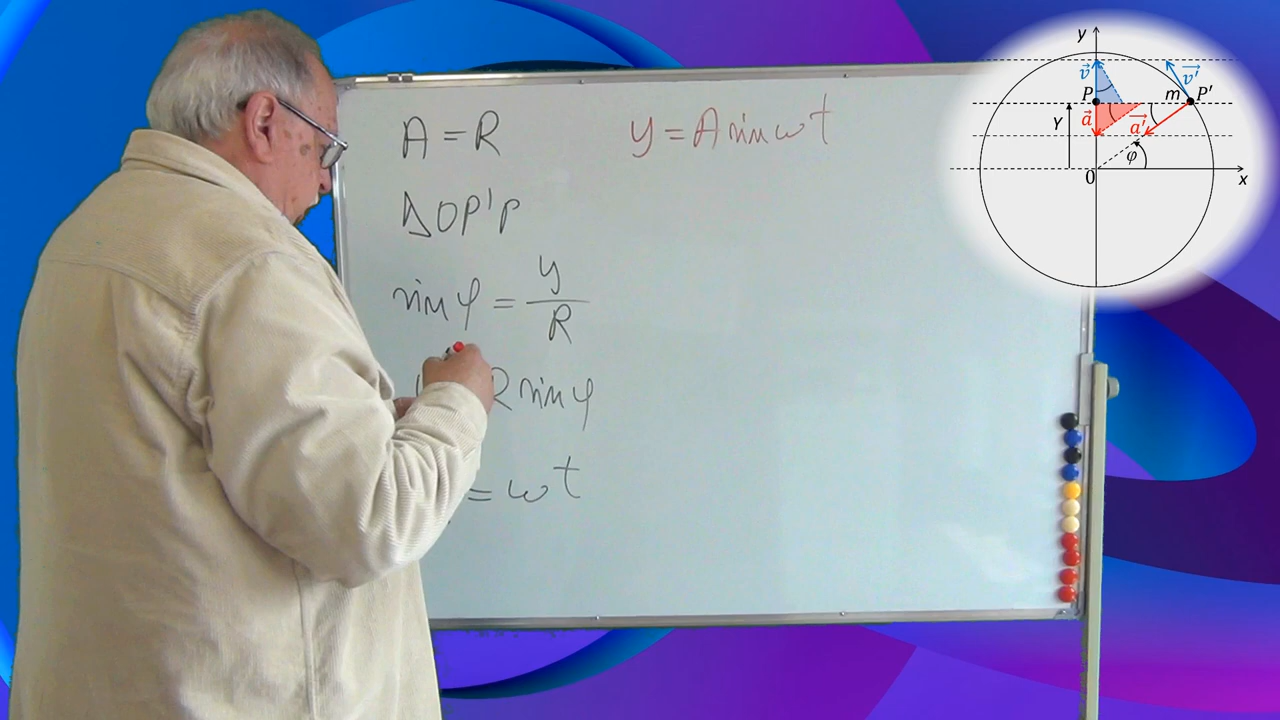 A = R
y = A sin ωt
ΔOP'P
sin φ = y/R
R sin φ
= ωt
y
v⃗
v⃗'
P
m
P'
Y
a⃗
a⃗'
φ
0
x